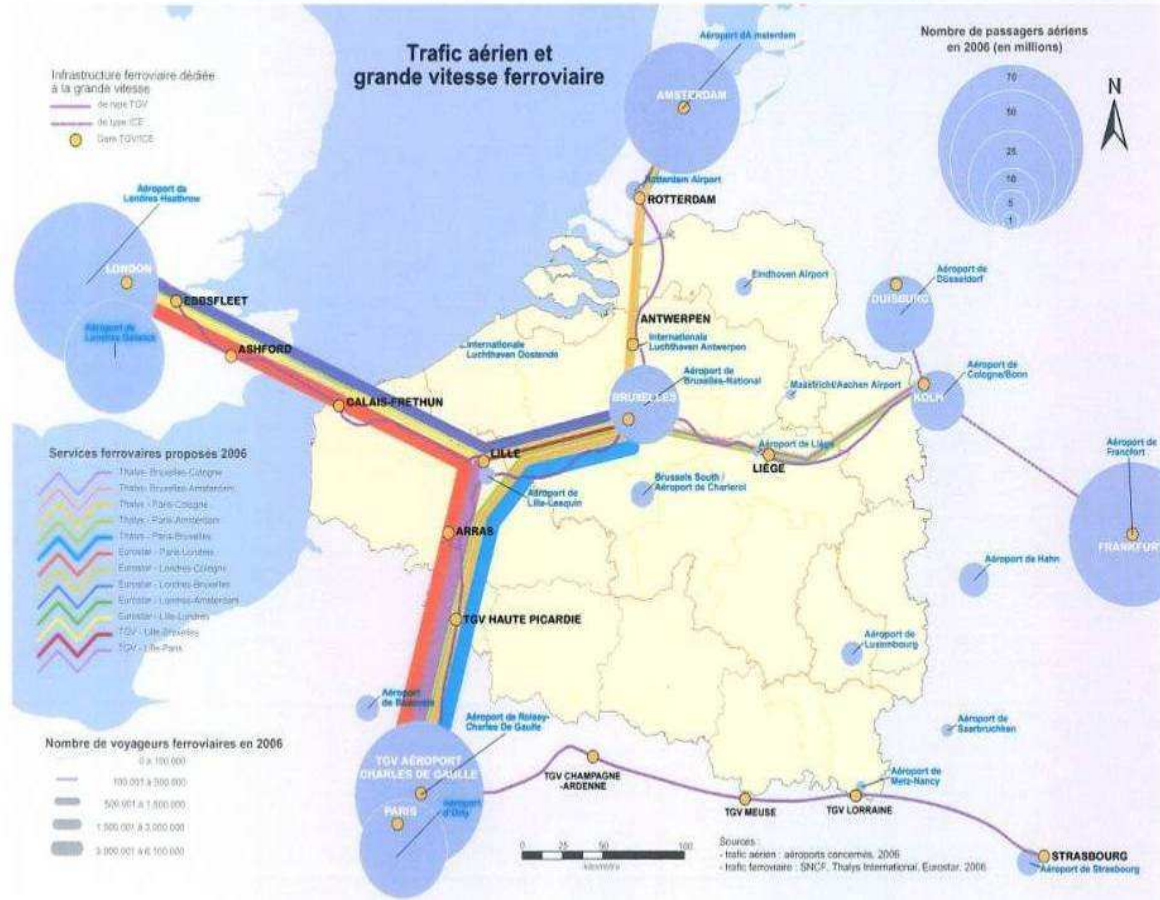 Trafic aérien et
grande vitesse ferroviaire
Infrastructure ferroviaire dédiée
à la grande vitesse
de type TGV
de type ICE
Gare TGV/ICE
Nombre de passagers aériens
en 2006 (en millions)
70
50
25
10
5
1
N
Aéroport dA msterdam
AMSTERDAM
Rotterdam Airport
ROTTERDAM
Aéroport de
Londres Heathrow
LONDON
EBBSFLEET
Aéroport de
Londres Gatwick
ASHFORD
CALAIS-FRETHUN
Eindhoven Airport
Aéroport de
Düsseldorf
DUISBURG
ANTWERPEN
Internationale
Luchthaven Antwerpen
Internationale
Luchthaven Oostende
Aéroport de
Bruxelles-National
BRUXELLES
Maastricht/Aachen Airport
Aéroport de
Cologne/Bonn
KOLN
Aéroport de Liège
LIÈGE
LILLE
Aéroport de
Lille-Lesquin
Brussels South /
Aéroport de Charleroi
Aéroport de
Francfort
FRANKFURT
ARRAS
Aéroport de Hahn
TGV HAUTE PICARDIE
Aéroport de
Luxembourg
Services ferrovaires proposés 2006
Thalys- Bruxelles-Cologne
Thalys - Bruxelles-Amsterdam
Thalys - Paris-Cologne
Thalys - Paris-Amsterdam
Thalys - Paris-Bruxelles
Eurostar - Paris-Londres
Eurostar - Londres-Cologne
Eurostar - Londres-Bruxelles
Eurostar - Londres-Amsterdam
Eurostar - Lille-Londres
TGV - Lille-Bruxelles
TGV - Lille-Paris
Aéroport
de Beauvais
Aéroport de Roissy-
Charles De Gaulle
Aéroport de
Saarbruchken
Nombre de voyageurs ferroviaires en 2006
0 à 100.000
100.001 à 500.000
500.001 à 1.500.000
1.500.001 à 3.000.000
3.000.001 à 6.100.000
TGV AÉROPORT
CHARLES DE GAULLE
PARIS
Aéroport
d'Orly
TGV CHAMPAGNE
-ARDENNE
TGV MEUSE
TGV LORRAINE
Aéroport de
Metz-Nancy
STRASBOURG
Aéroport de Strasbourg
0 25 50 100
kilomètre
Sources :
- trafic aérien : aéroports concernés, 2006
- trafic ferroviaire : SNCF, Thalys International, Eurostar, 2006